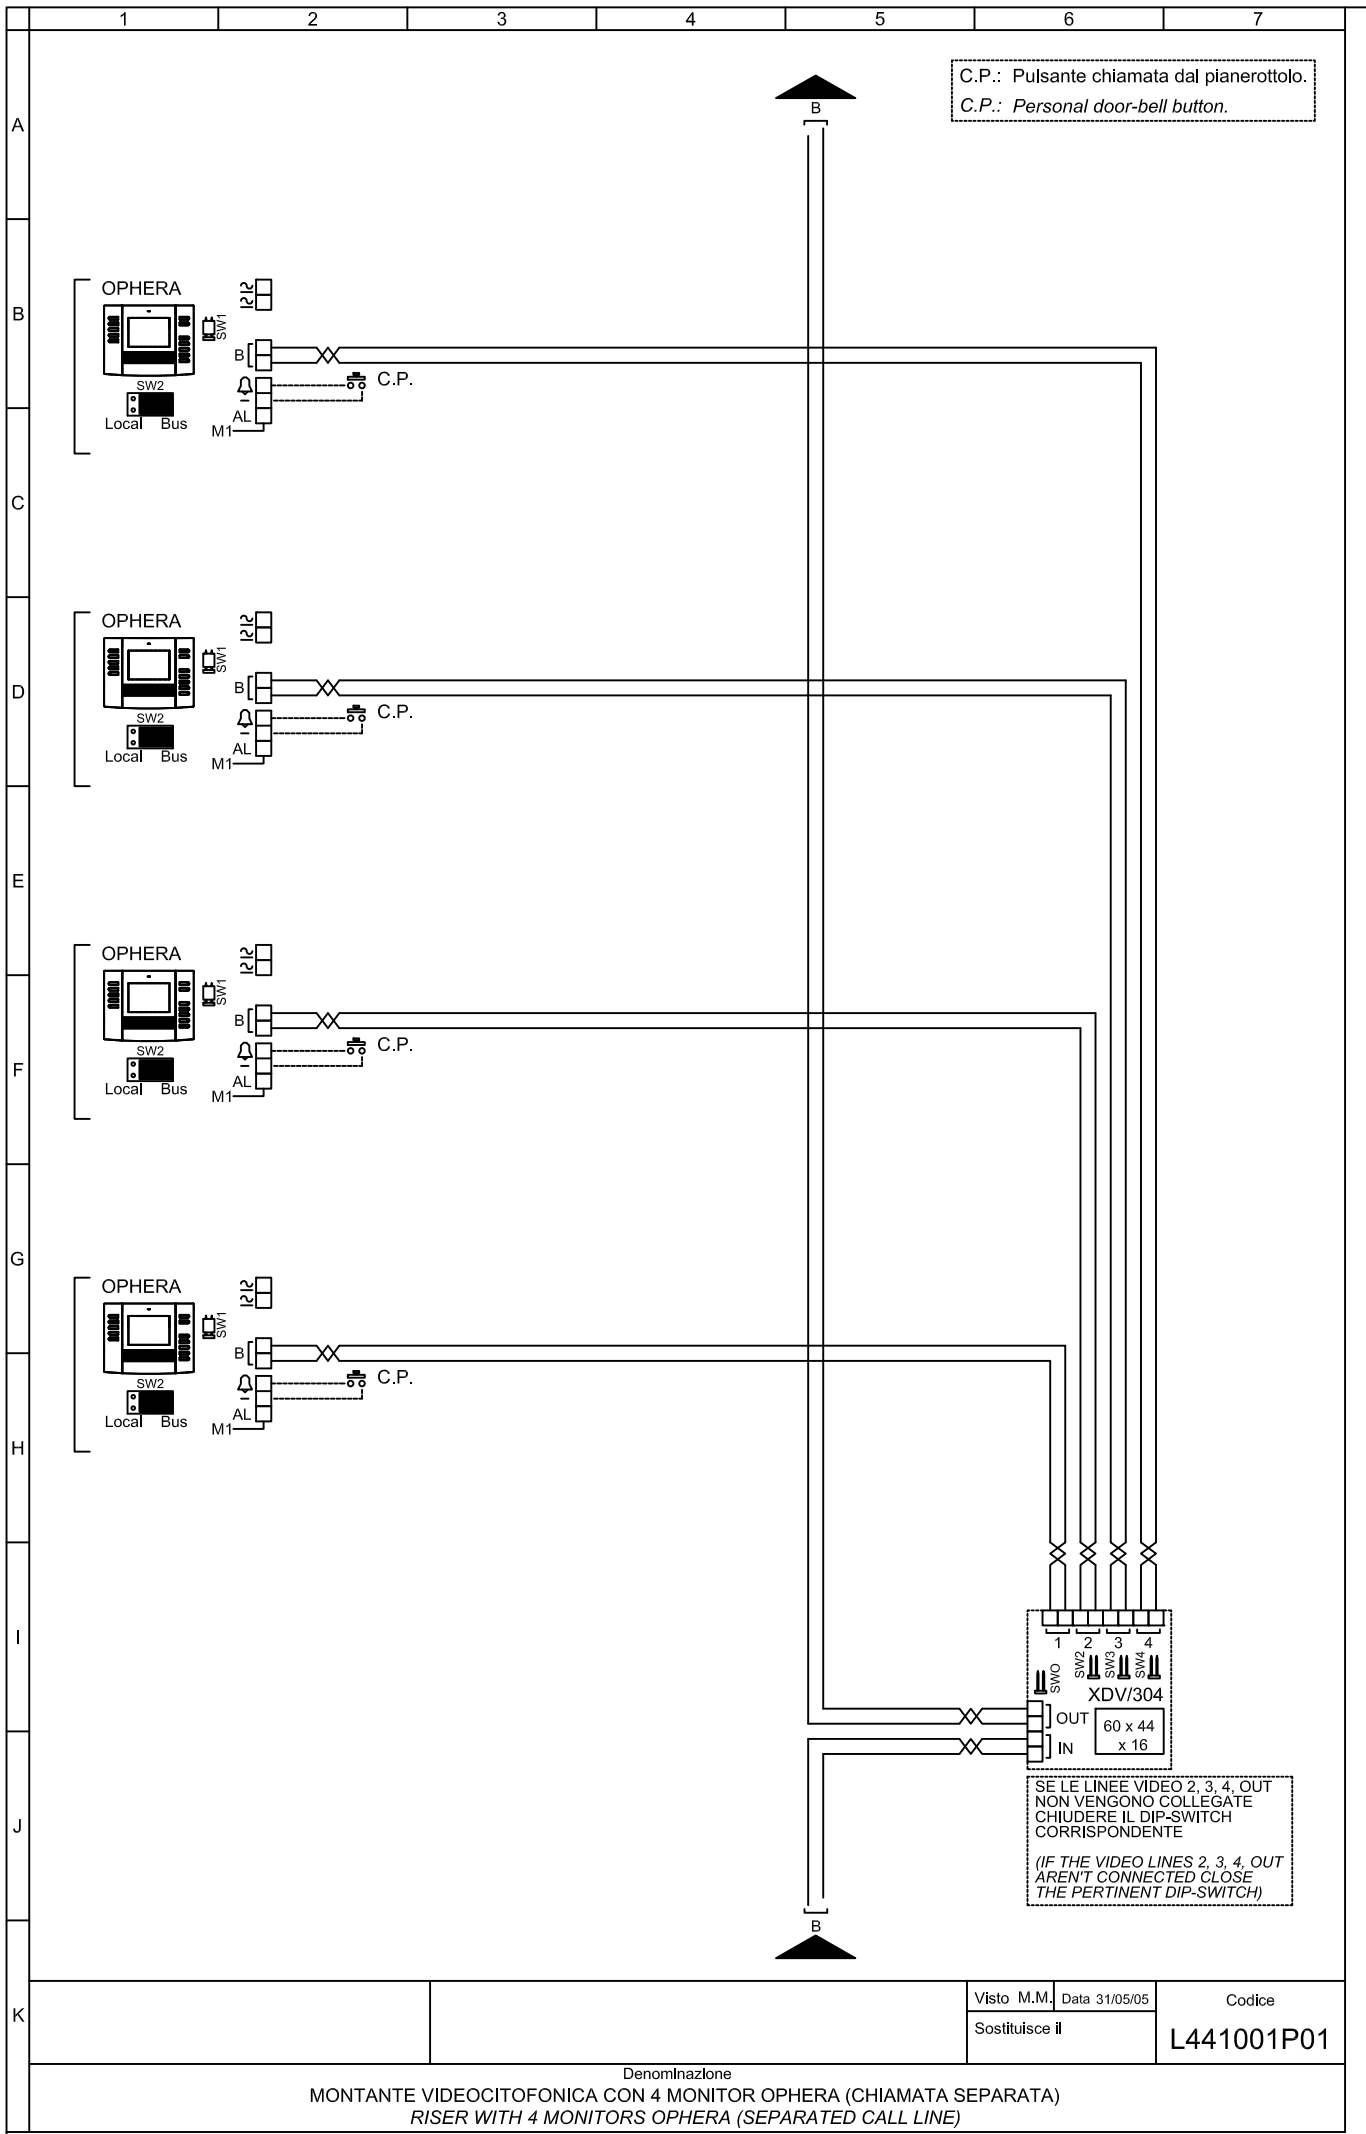 1 2 3 4 5 6 7
C.P.: Pulsante chiamata dal pianerottolo.
C.P.: Personal door-bell button.
A
B
B
OPHERA
SW1
B
SW2
Local Bus
C.P.
AL
M1
C
OPHERA
SW1
D
B
SW2
Local Bus
C.P.
AL
M1
E
OPHERA
SW1
B
SW2
Local Bus
C.P.
AL
M1
F
G
OPHERA
SW1
B
SW2
Local Bus
C.P.
AL
M1
H
I
1 2 3 4
SWO SW2 SW3 SW4
XDV/304
OUT
60 x 44
x 16
IN
SE LE LINEE VIDEO 2, 3, 4, OUT
NON VENGONO COLLEGATE
CHIUDERE IL DIP-SWITCH
CORRISPONDENTE
(IF THE VIDEO LINES 2, 3, 4, OUT
AREN'T CONNECTED CLOSE
THE PERTINENT DIP-SWITCH)
J
B
K
Visto M.M. Data 31/05/05
Sostituisce il
Codice
L441001P01
Denominazione
MONTANTE VIDEOCITOFONICA CON 4 MONITOR OPHERA (CHIAMATA SEPARATA)
RISER WITH 4 MONITORS OPHERA (SEPARATED CALL LINE)